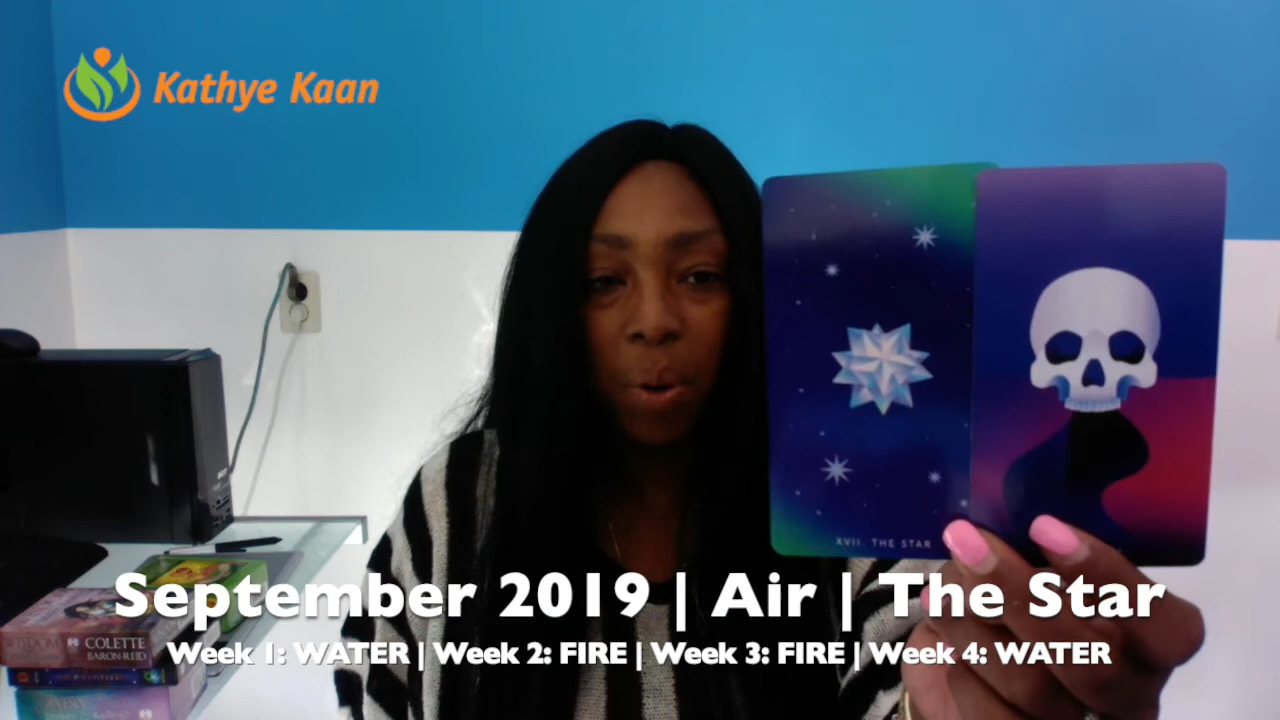 Kathye Kaan
XVII. THE STAR
September 2019 | Air | The Star
Week 1: WATER | Week 2: FIRE | Week 3: FIRE | Week 4: WATER
WISDOM
COLETTE
BARON-REID